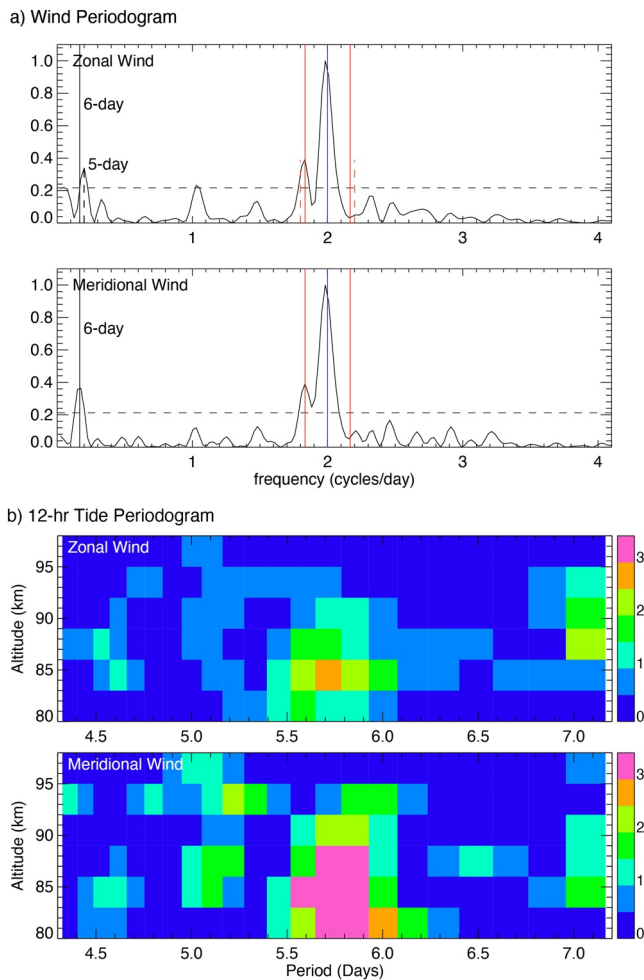 a) Wind Periodogram
Zonal Wind
6-day
5-day
1.0
0.8
0.6
0.4
0.2
0.0
1 2 3 4
Meridional Wind
6-day
1.0
0.8
0.6
0.4
0.2
0.0
1 2 3 4
frequency (cycles/day)
b) 12-hr Tide Periodogram
Zonal Wind
Altitude (km)
95
90
85
80
3
2
1
0
4.5 5.0 5.5 6.0 6.5 7.0
Meridional Wind
Altitude (km)
95
90
85
80
3
2
1
0
4.5 5.0 5.5 6.0 6.5 7.0
Period (Days)